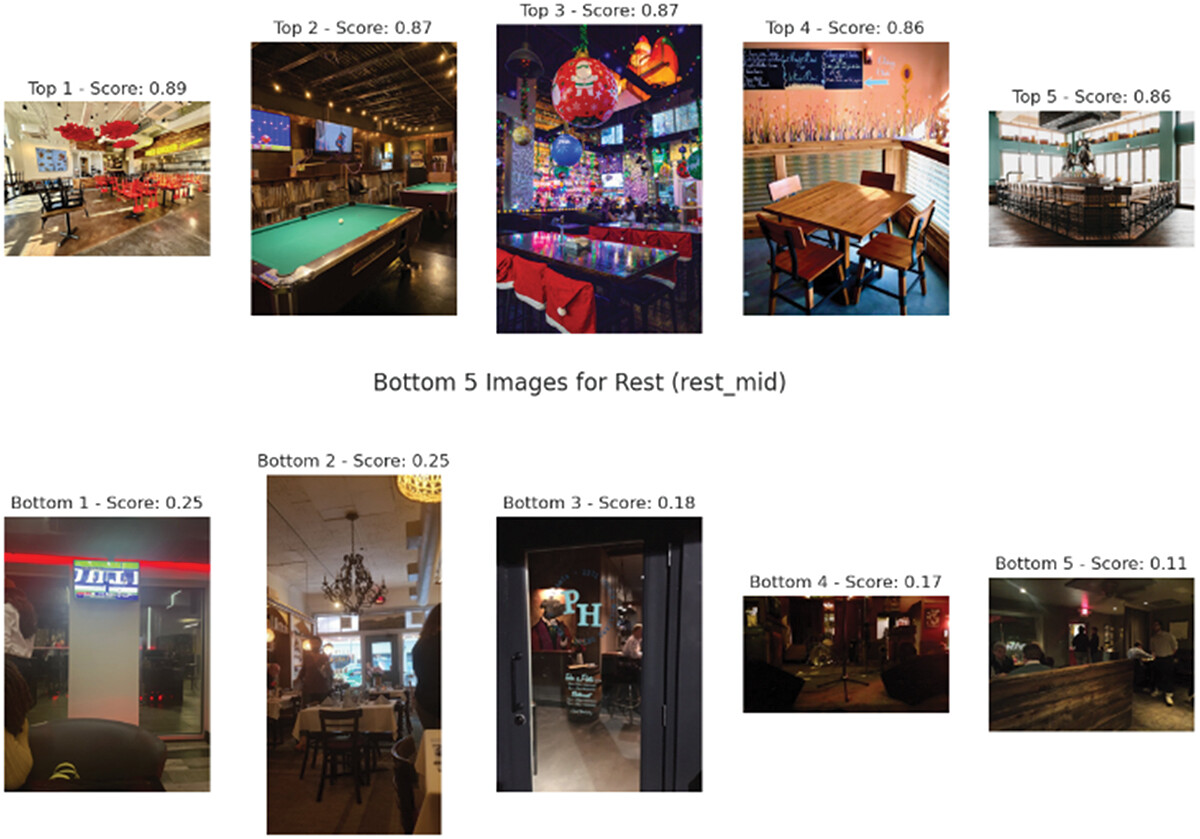 Top 1 - Score: 0.89
Top 2 - Score: 0.87
Top 3 - Score: 0.87
Top 4 - Score: 0.86
Top 5 - Score: 0.86
Bottom 5 Images for Rest (rest_mid)
Bottom 1 - Score: 0.25
Bottom 2 - Score: 0.25
Bottom 3 - Score: 0.18
Bottom 4 - Score: 0.17
Bottom 5 - Score: 0.11
PH